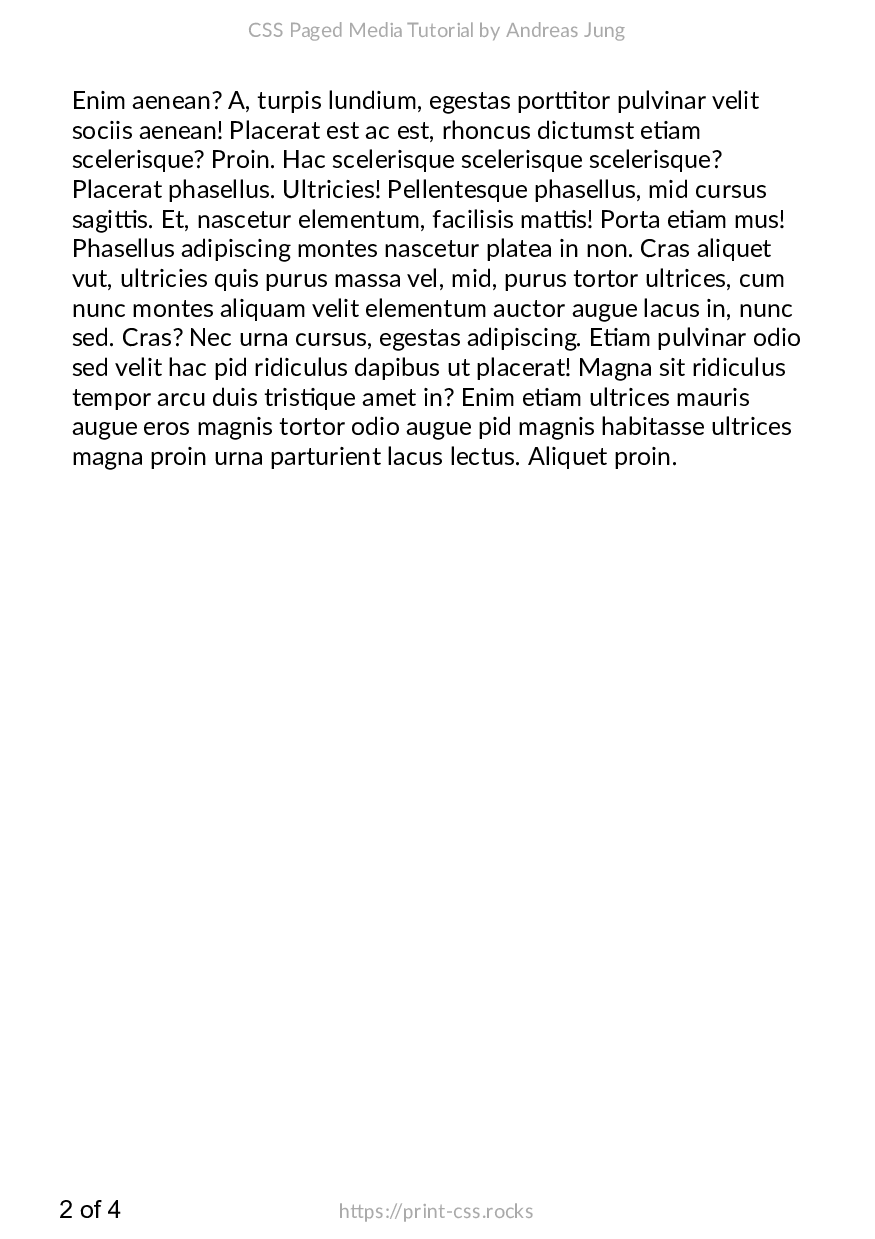 CSS Paged Media Tutorial by Andreas Jung
Enim aenean? A, turpis lundium, egestas porttitor pulvinar velit
sociis aenean! Placerat est ac est, rhoncus dictumst etiam
scelerisque? Proin. Hac scelerisque scelerisque scelerisque?
Placerat phasellus. Ultricies! Pellentesque phasellus, mid cursus
sagittis. Et, nascetur elementum, facilisis mattis! Porta etiam mus!
Phasellus adipiscing montes nascetur platea in non. Cras aliquet
vut, ultricies quis purus massa vel, mid, purus tortor ultrices, cum
nunc montes aliquam velit elementum auctor augue lacus in, nunc
sed. Cras? Nec urna cursus, egestas adipiscing. Etiam pulvinar odio
sed velit hac pid ridiculus dapibus ut placerat! Magna sit ridiculus
tempor arcu duis tristique amet in? Enim etiam ultrices mauris
augue eros magnis tortor odio augue pid magnis habitasse ultrices
magna proin urna parturient lacus lectus. Aliquet proin.
2 of 4
https://print-css.rocks